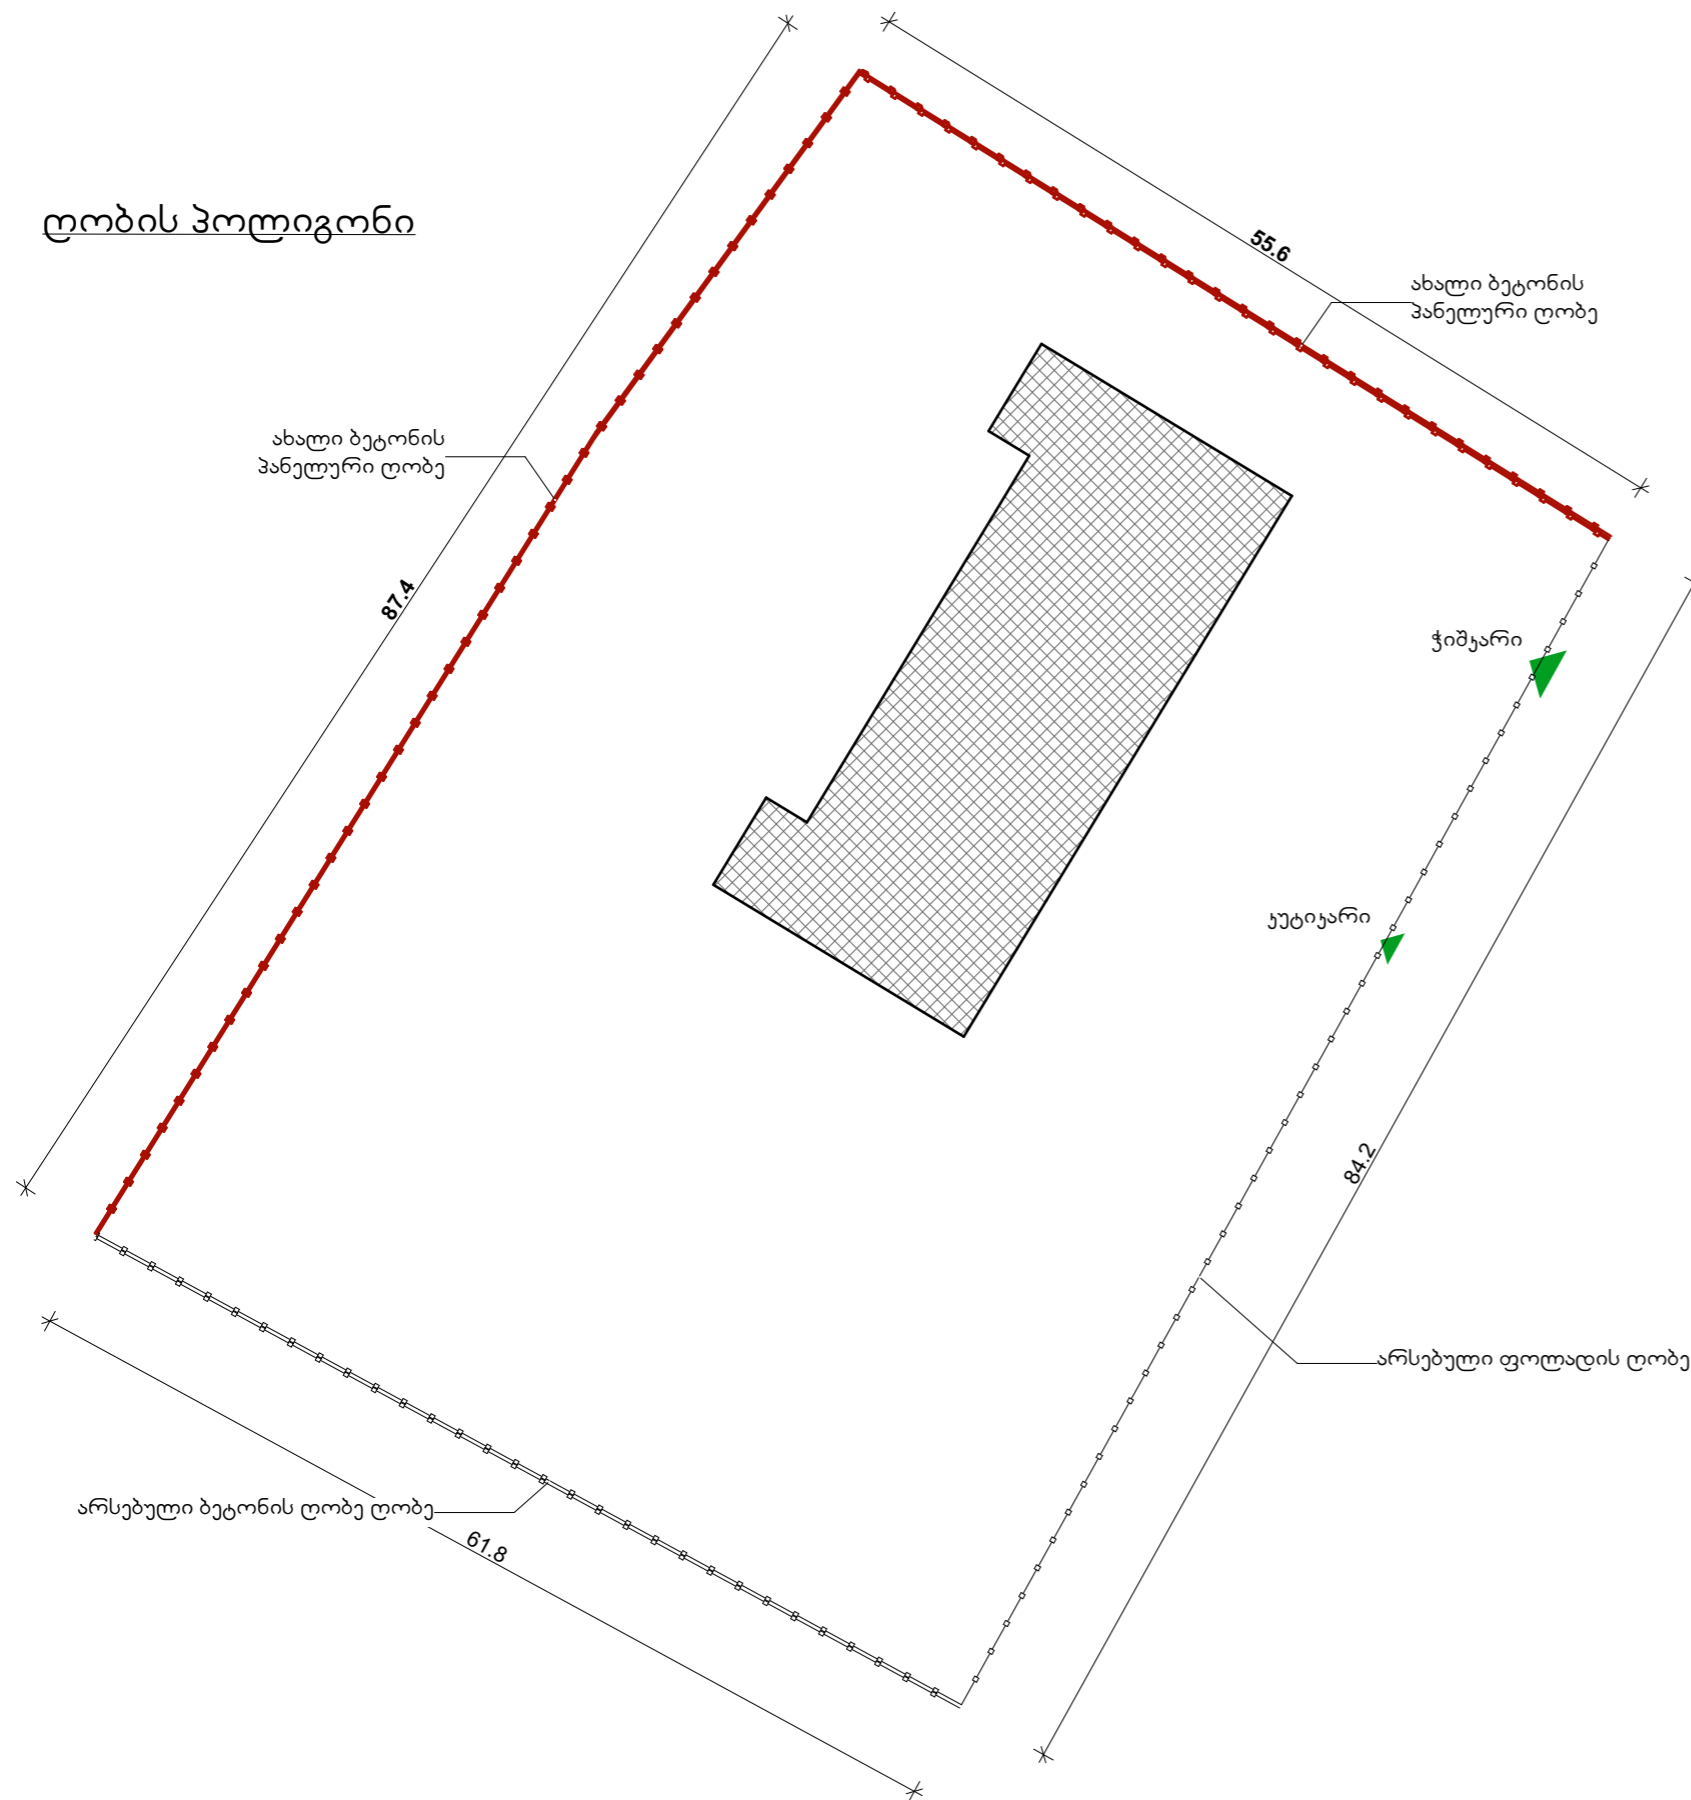 ღობის პოლიგონი
55.6
ახალი ბეტონის
პანელური ღობე
ახალი ბეტონის
პანელური ღობე
87.4
ჭიშკარი
კუტიკარი
84.2
არსებული ფოლადის ღობე
არსებული ბეტონის ღობე ღობე
61.8